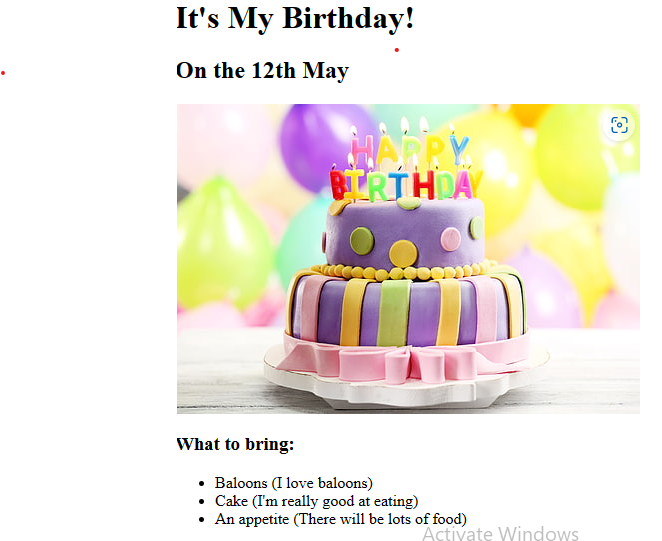 It's My Birthday!
On the 12th May
HAPPY
BIRTHDAY
What to bring:
Baloons (I love baloons)
Cake (I'm really good at eating)
An appetite (There will be lots of food)
Activate Windows